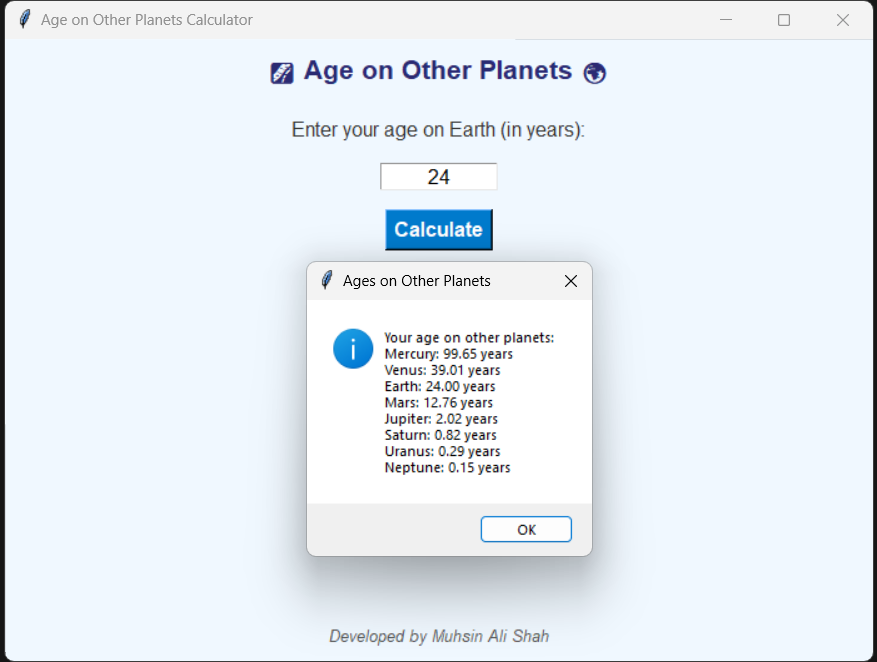 Age on Other Planets Calculator
Age on Other Planets
Enter your age on Earth (in years):
24
Calculate
Ages on Other Planets
Your age on other planets:
Mercury: 99.65 years
Venus: 39.01 years
Earth: 24.00 years
Mars: 12.76 years
Jupiter: 2.02 years
Saturn: 0.82 years
Uranus: 0.29 years
Neptune: 0.15 years
OK
Developed by Muhsin Ali Shah